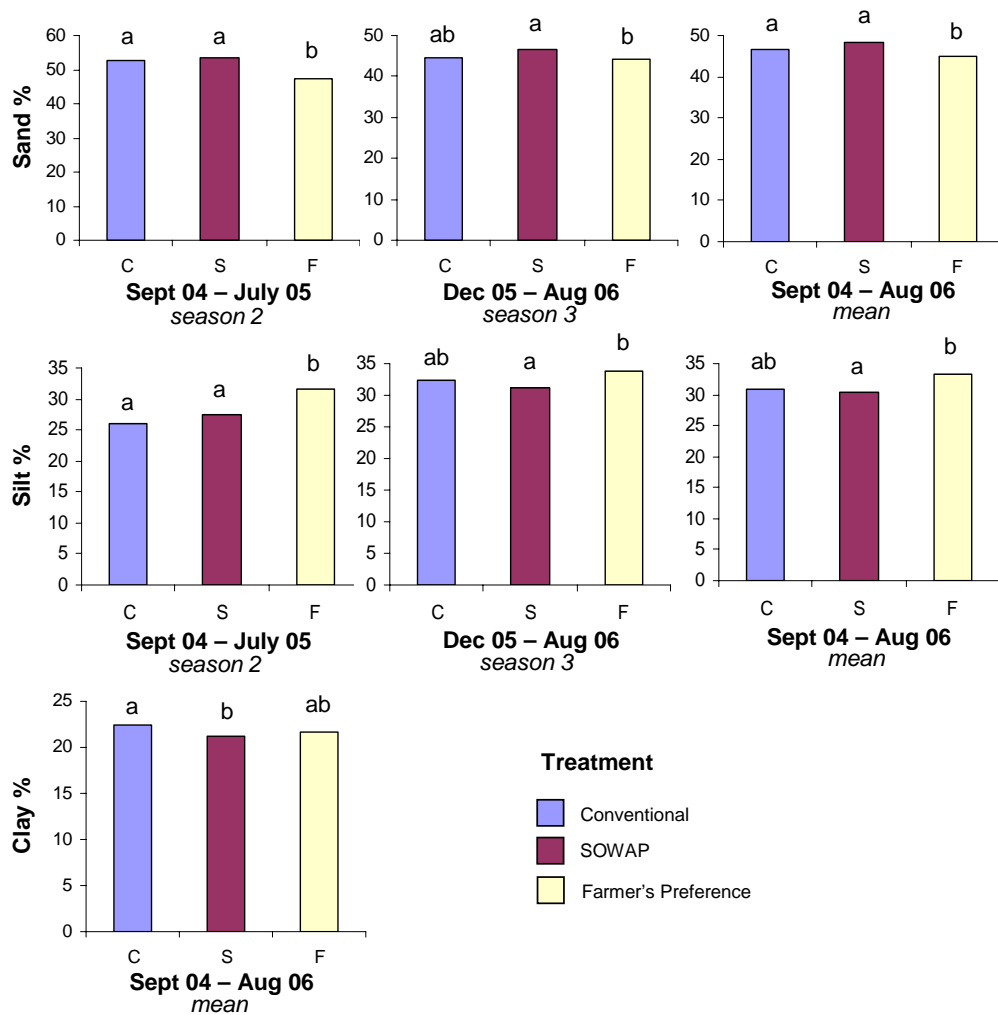 Sand %
60
50
40
30
20
10
0
a
a
b
C
S
F
Sept 04 – July 05
season 2
50
40
30
20
10
0
ab
a
b
C
S
F
Dec 05 – Aug 06
season 3
50
40
30
20
10
0
a
a
b
C
S
F
Sept 04 – Aug 06
mean
Silt %
35
30
25
20
15
10
5
0
a
a
b
C
S
F
Sept 04 – July 05
season 2
35
30
25
20
15
10
5
0
ab
a
b
C
S
F
Dec 05 – Aug 06
season 3
35
30
25
20
15
10
5
0
ab
a
b
C
S
F
Sept 04 – Aug 06
mean
Clay %
25
20
15
10
5
0
a
b
ab
C
S
F
Sept 04 – Aug 06
mean
Treatment
Conventional
SOWAP
Farmer's Preference